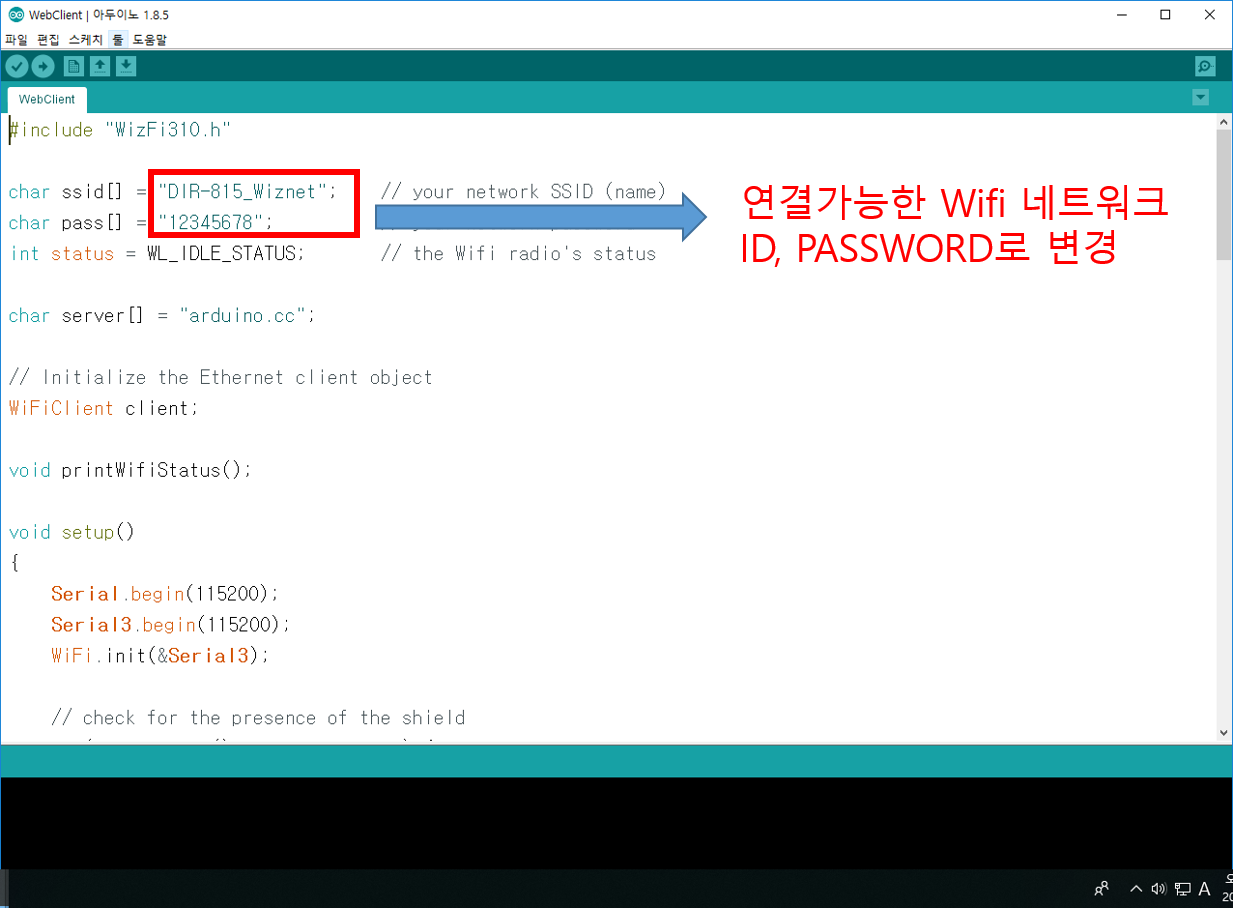 WebClient | 아두이노 1.8.5
파일 편집 스케치 툴 도움말
WebClient
#include "WizFi310.h"
char ssid[] = "DIR-815_Wiznet"; // your network SSID (name)
char pass[] = "12345678";
int status = WL_IDLE_STATUS; // the Wifi radio's status
연결가능한 Wifi 네트워크
ID, PASSWORD로 변경
char server[] = "arduino.cc";
// Initialize the Ethernet client object
WiFiClient client;
void printWifiStatus();
void setup()
{
Serial.begin(115200);
Serial3.begin(115200);
WiFi.init(&Serial3);
// check for the presence of the shield
A